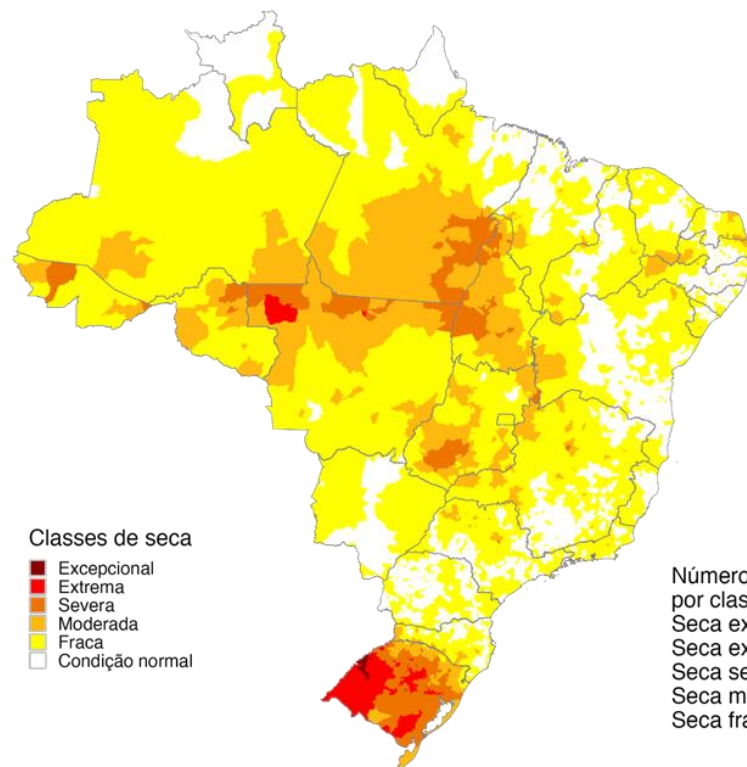 Classes de seca
Excepcional
Extrema
Severa
Moderada
Fraca
Condição normal
Número
por clas
Seca ex
Seca ex
Seca se
Seca m
Seca fra